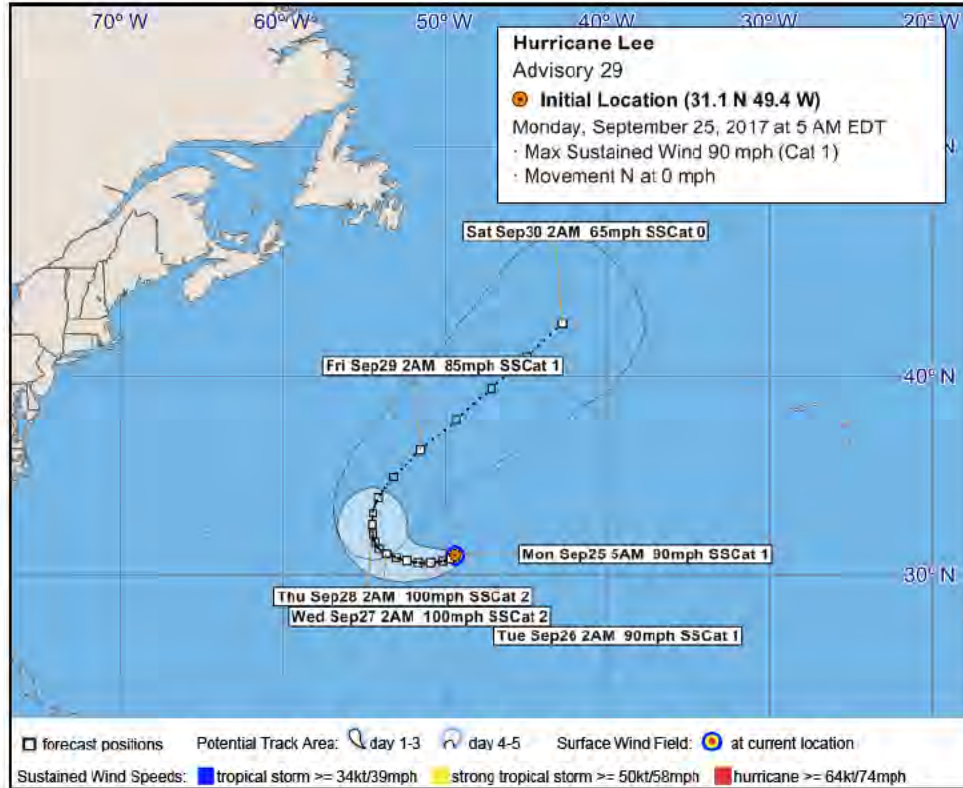 70° W 60° W 50° W 40° W 30° W 20° W
Hurricane Lee
Advisory 29
Initial Location (31.1 N 49.4 W)
Monday, September 25, 2017 at 5 AM EDT
· Max Sustained Wind 90 mph (Cat 1)
· Movement N at 0 mph
N
Sat Sep30 2AM 65mph SSCat 0
Fri Sep29 2AM 85mph SSCat 1
40° N
Mon Sep25 5AM 90mph SSCat 1
30° N
Thu Sep28 2AM 100mph SSCat 2
Wed Sep27 2AM 100mph SSCat 2
Tue Sep26 2AM 90mph SSCat 1
forecast positions Potential Track Area: day 1-3 day 4-5 Surface Wind Field: at current location
Sustained Wind Speeds: tropical storm >= 34kt/39mph strong tropical storm >= 50kt/58mph hurricane >= 64kt/74mph